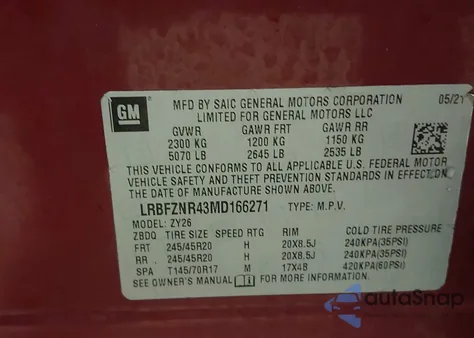 GM
MFD BY SAIC GENERAL MOTORS CORPORATION 05/21
LIMITED FOR GENERAL MOTORS LLC
GVWR GAWR FRT GAWR RR
2300 KG 1200 KG 1150 KG
5070 LB 2645 LB 2535 LB
THIS VEHICLE CONFORMS TO ALL APPLICABLE U.S. FEDERAL MOTOR
VEHICLE SAFETY AND THEFT PREVENTION STANDARDS IN EFFECT ON
THE DATE OF MANUFACTURE SHOWN ABOVE.
LRBFZNR43MD166271 TYPE: M.P.V.
MODEL: ZY26
ZBDQ TIRE SIZE SPEED RTG RIM COLD TIRE PRESSURE
FRT 245/45R20 H 20X8.5J 240KPA(35PSI)
RR 245/45R20 H 20X8.5J 240KPA(35PSI)
SPA T145/70R17 M 17X4B 420KPA(60PSI)
SEE OWNER'S MANUAL FOR MORE INFORMATION.
autoSnap